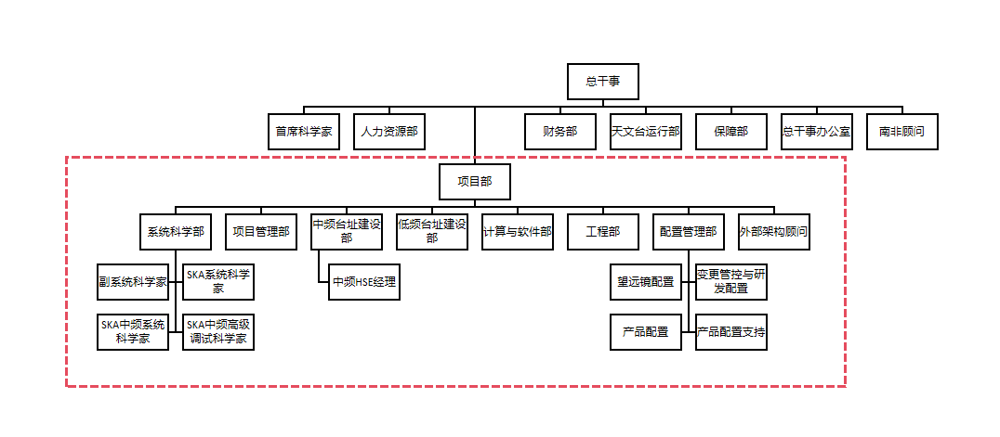 总干事
首席科学家
人力资源部
财务部
天文台运行部
保障部
总干事办公室
南非顾问
项目部
系统科学部
项目管理部
中频台址建设
部
低频台址建设
部
计算与软件部
工程部
配置管理部
外部架构顾问
副系统科学家
SKA系统科学
家
中频HSE经理
望远镜配置
变更管控与研
发配置
SKA中频系统
科学家
SKA中频高级
调试科学家
产品配置
产品配置支持